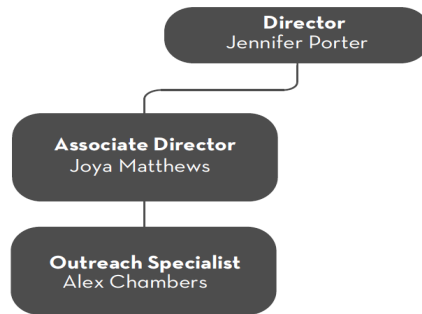 Director
Jennifer Porter
Associate Director
Joya Matthews
Outreach Specialist
Alex Chambers